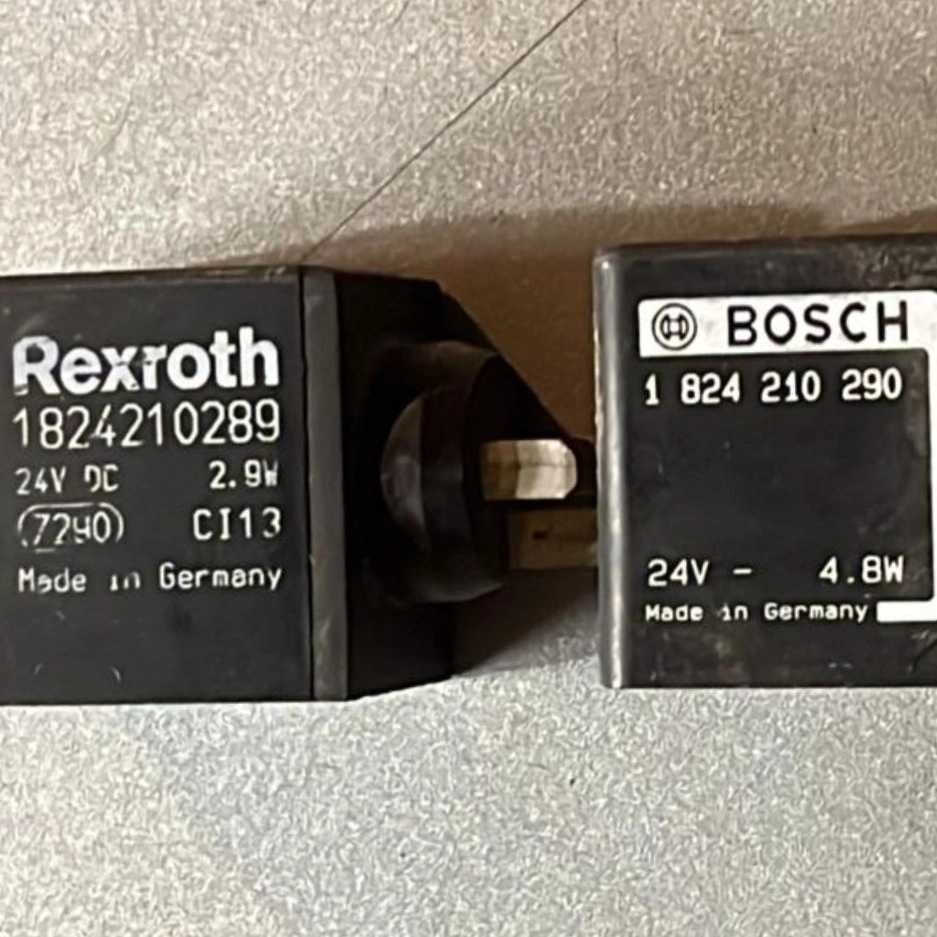 Rexroth
1824210289
24V DC 2.9W
7290 CI13
Made in Germany
BOSCH
1 824 210 290
24V – 4.8W
Made in Germany